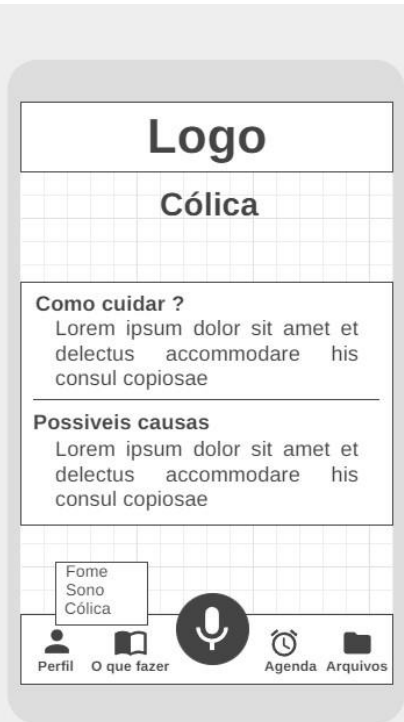 Logo
Cólica
Como cuidar ?
Lorem ipsum dolor sit amet et
delectus accommodare his
consul copiosae
Possiveis causas
Lorem ipsum dolor sit amet et
delectus accommodare his
consul copiosae
Fome
Sono
Cólica
Perfil O que fazer Agenda Arquivos